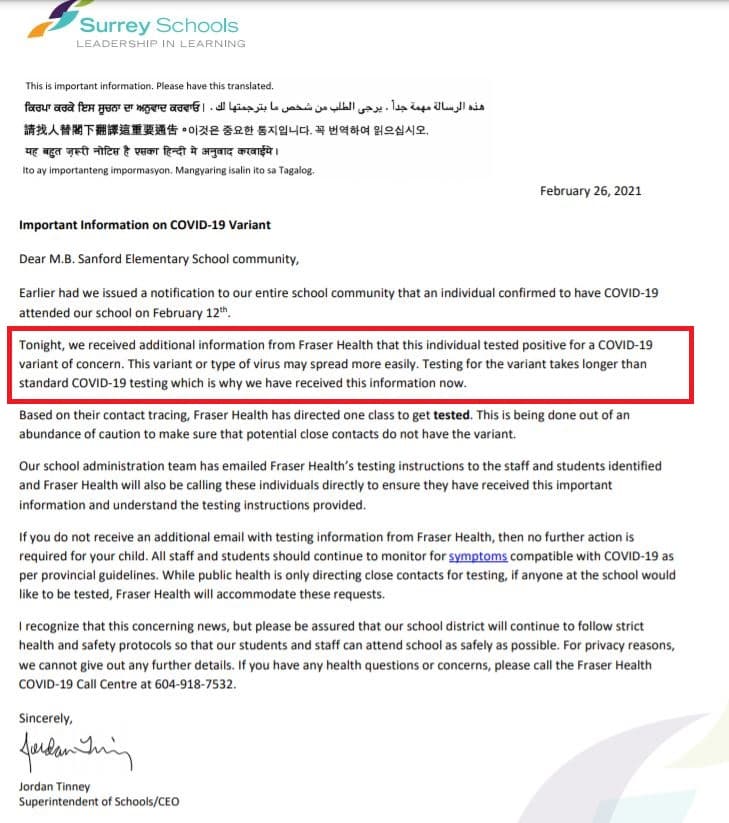 Surrey Schools
LEADERSHIP IN LEARNING
This is important information. Please have this translated.
ਕਿਰਪਾ ਕਰਕੇ ਇਸ ਸੂਚਨਾ ਦਾ ਅਨੁਵਾਦ ਕਰਵਾਓ। هذه الرسالة مهمة جداً . يرجى الطلب من شخص ما بترجمتها لك .
請找人替閣下翻譯這重要通告。이것은 중요한 통지입니다. 꼭 번역하여 읽으십시오.
यह बहुत ज़रूरी नोटिस है एसका हिन्दी मे अनुवाद करवाईये।
Ito ay importanteng impormasyon. Mangyaring isalin ito sa Tagalog.
February 26, 2021
Important Information on COVID-19 Variant
Dear M.B. Sanford Elementary School community,
Earlier had we issued a notification to our entire school community that an individual confirmed to have COVID-19
attended our school on February 12th.
Tonight, we received additional information from Fraser Health that this individual tested positive for a COVID-19
variant of concern. This variant or type of virus may spread more easily. Testing for the variant takes longer than
standard COVID-19 testing which is why we have received this information now.
Based on their contact tracing, Fraser Health has directed one class to get tested. This is being done out of an
abundance of caution to make sure that potential close contacts do not have the variant.
Our school administration team has emailed Fraser Health’s testing instructions to the staff and students identified
and Fraser Health will also be calling these individuals directly to ensure they have received this important
information and understand the testing instructions provided.
If you do not receive an additional email with testing information from Fraser Health, then no further action is
required for your child. All staff and students should continue to monitor for symptoms compatible with COVID-19 as
per provincial guidelines. While public health is only directing close contacts for testing, if anyone at the school would
like to be tested, Fraser Health will accommodate these requests.
I recognize that this concerning news, but please be assured that our school district will continue to follow strict
health and safety protocols so that our students and staff can attend school as safely as possible. For privacy reasons,
we cannot give out any further details. If you have any health questions or concerns, please call the Fraser Health
COVID-19 Call Centre at 604-918-7532.
Sincerely,
Jordan Tinney
Superintendent of Schools/CEO